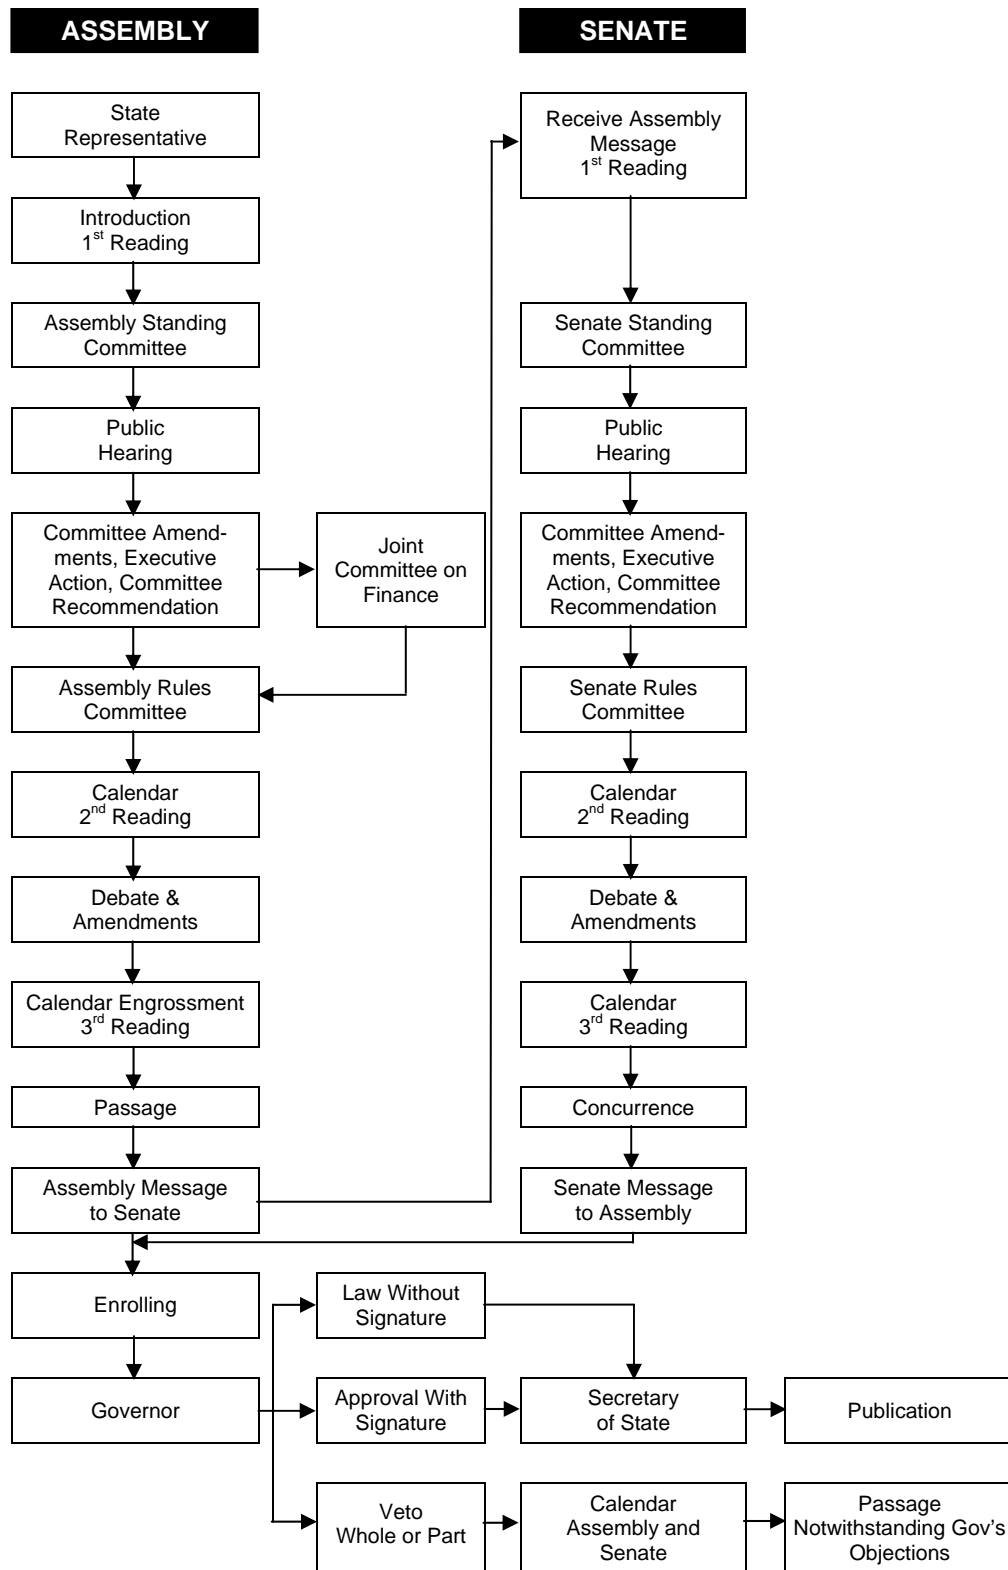 ASSEMBLY
SENATE
State
Representative
Receive Assembly
Message
1st Reading
Introduction
1st Reading
Assembly Standing
Committee
Senate Standing
Committee
Public
Hearing
Public
Hearing
Committee Amend-
ments, Executive
Action, Committee
Recommendation
Joint
Committee on
Finance
Committee Amend-
ments, Executive
Action, Committee
Recommendation
Assembly Rules
Committee
Senate Rules
Committee
Calendar
2nd Reading
Calendar
2nd Reading
Debate &
Amendments
Debate &
Amendments
Calendar Engrossment
3rd Reading
Calendar
3rd Reading
Passage
Concurrence
Assembly Message
to Senate
Senate Message
to Assembly
Enrolling
Law Without
Signature
Governor
Approval With
Signature
Secretary
of State
Publication
Veto
Whole or Part
Calendar
Assembly and
Senate
Passage
Notwithstanding Gov’s
Objections